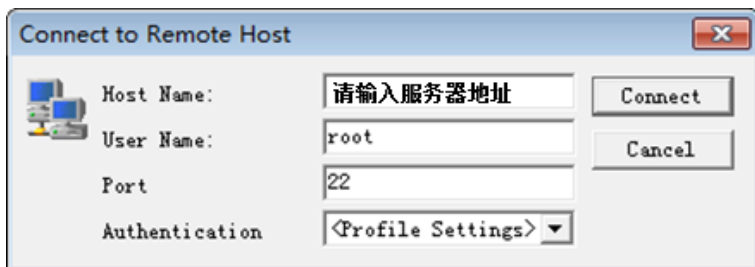 Connect to Remote Host
Host Name: 请输入服务器地址 Connect
User Name: root Cancel
Port 22
Authentication <Profile Settings>